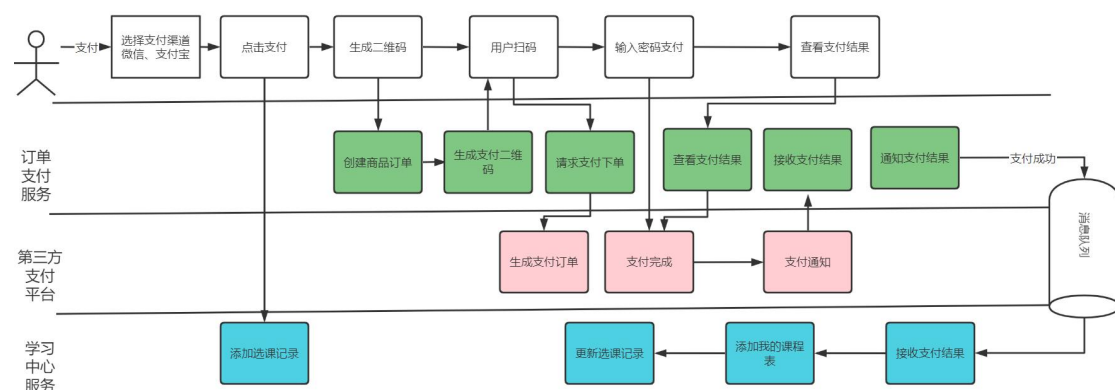 支付
选择支付渠道
微信、支付宝
点击支付
生成二维码
用户扫码
输入密码支付
查看支付结果
订单
支付
服务
创建商品订单
生成支付二维
码
请求支付下单
查看支付结果
接收支付结果
通知支付结果
支付成功
消息队列
第三方
支付
平台
生成支付订单
支付完成
支付通知
学习
中心
服务
添加选课记录
更新选课记录
添加我的课程
表
接收支付结果